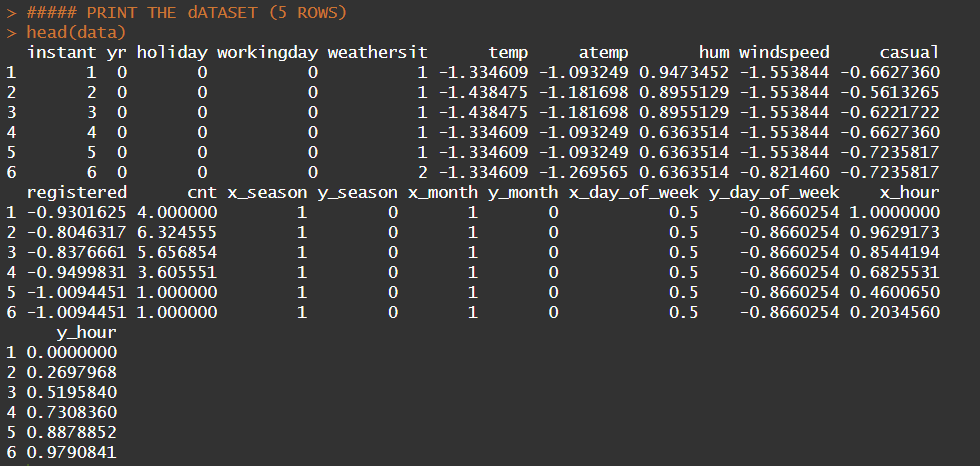 > ##### PRINT THE dATASET (5 ROWS)
> head(data)
  instant yr holiday workingday weathersit      temp     atemp       hum windspeed     casual
1       1  0       0          0          1 -1.334609 -1.093249 0.9473452 -1.553844 -0.6627360
2       2  0       0          0          1 -1.438475 -1.181698 0.8955129 -1.553844 -0.5613265
3       3  0       0          0          1 -1.438475 -1.181698 0.8955129 -1.553844 -0.6221722
4       4  0       0          0          1 -1.334609 -1.093249 0.6363514 -1.553844 -0.6627360
5       5  0       0          0          1 -1.334609 -1.093249 0.6363514 -1.553844 -0.7235817
6       6  0       0          0          2 -1.334609 -1.269565 0.6363514 -0.821460 -0.7235817
  registered      cnt x_season y_season x_month y_month x_day_of_week y_day_of_week    x_hour
1 -0.9301625 4.000000        1        0       1       0           0.5    -0.8660254 1.0000000
2 -0.8046317 6.324555        1        0       1       0           0.5    -0.8660254 0.9629173
3 -0.8376661 5.656854        1        0       1       0           0.5    -0.8660254 0.8544194
4 -0.9499831 3.605551        1        0       1       0           0.5    -0.8660254 0.6825531
5 -1.0094451 1.000000        1        0       1       0           0.5    -0.8660254 0.4600650
6 -1.0094451 1.000000        1        0       1       0           0.5    -0.8660254 0.2034560
     y_hour
1 0.0000000
2 0.2697968
3 0.5195840
4 0.7308360
5 0.8878852
6 0.9790841